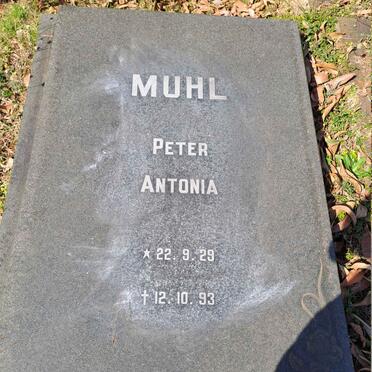 MUHL
PETER
ANTONIA
★ 22.9.29
† 12.10.93